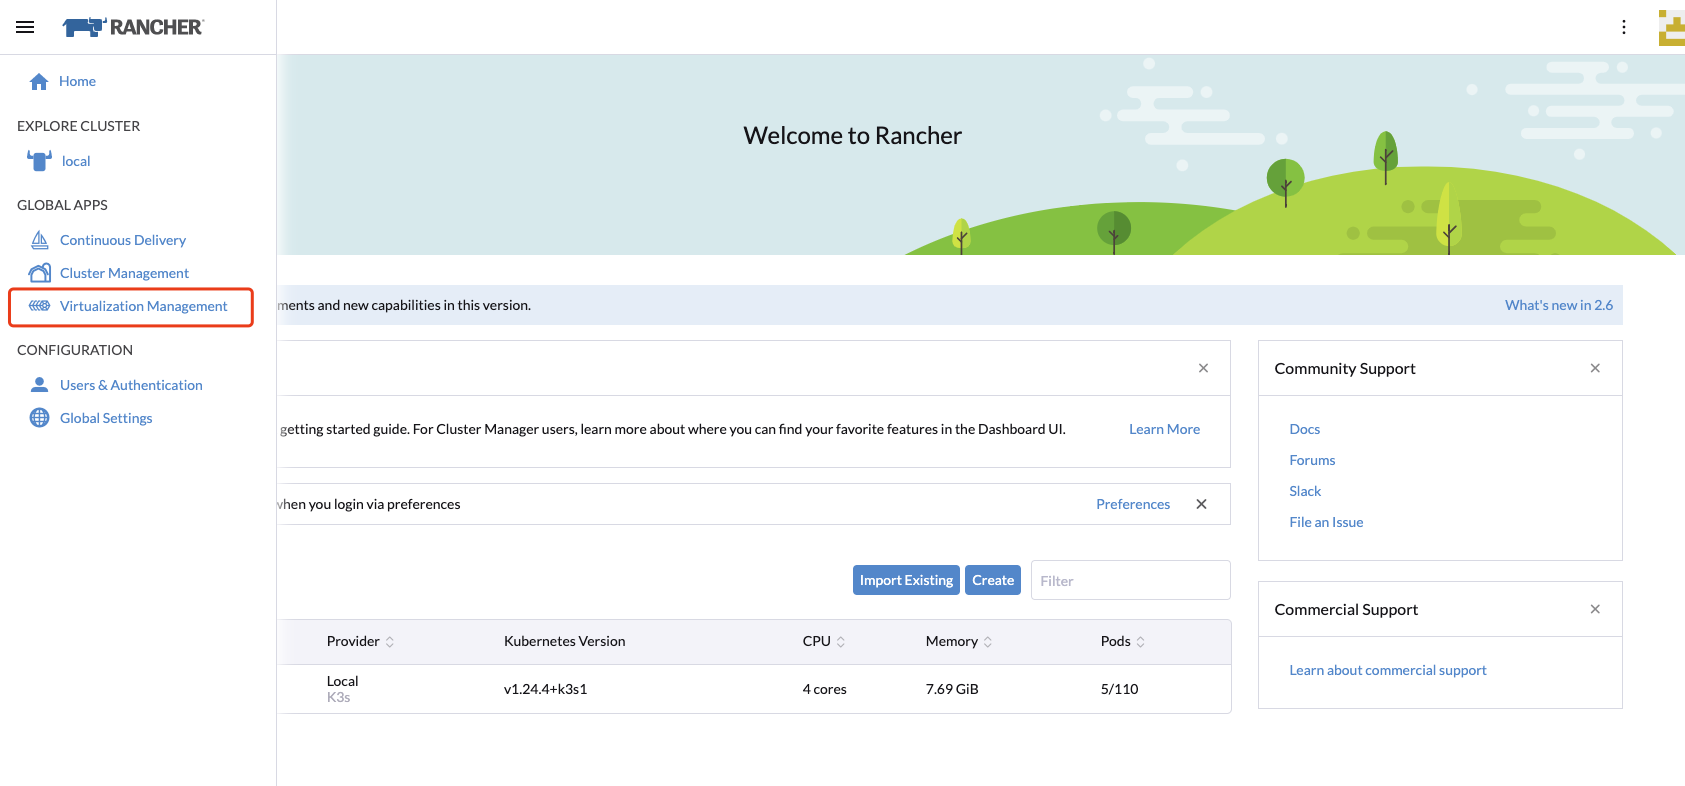 RANCHER
Home
EXPLORE CLUSTER
local
GLOBAL APPS
Continuous Delivery
Cluster Management
Virtualization Management
CONFIGURATION
Users & Authentication
Global Settings
Welcome to Rancher
and new capabilities in this version.
What's new in 2.6
getting started guide. For Cluster Manager users, learn more about where you can find your favorite features in the Dashboard UI.
Learn More
when you login via preferences
Preferences
Import Existing
Create
Filter
Provider Kubernetes Version CPU Memory Pods
Local v1.24.4+k3s1 4 cores 7.69 GiB 5/110
K3s
Community Support
Docs
Forums
Slack
File an Issue
Commercial Support
Learn about commercial support